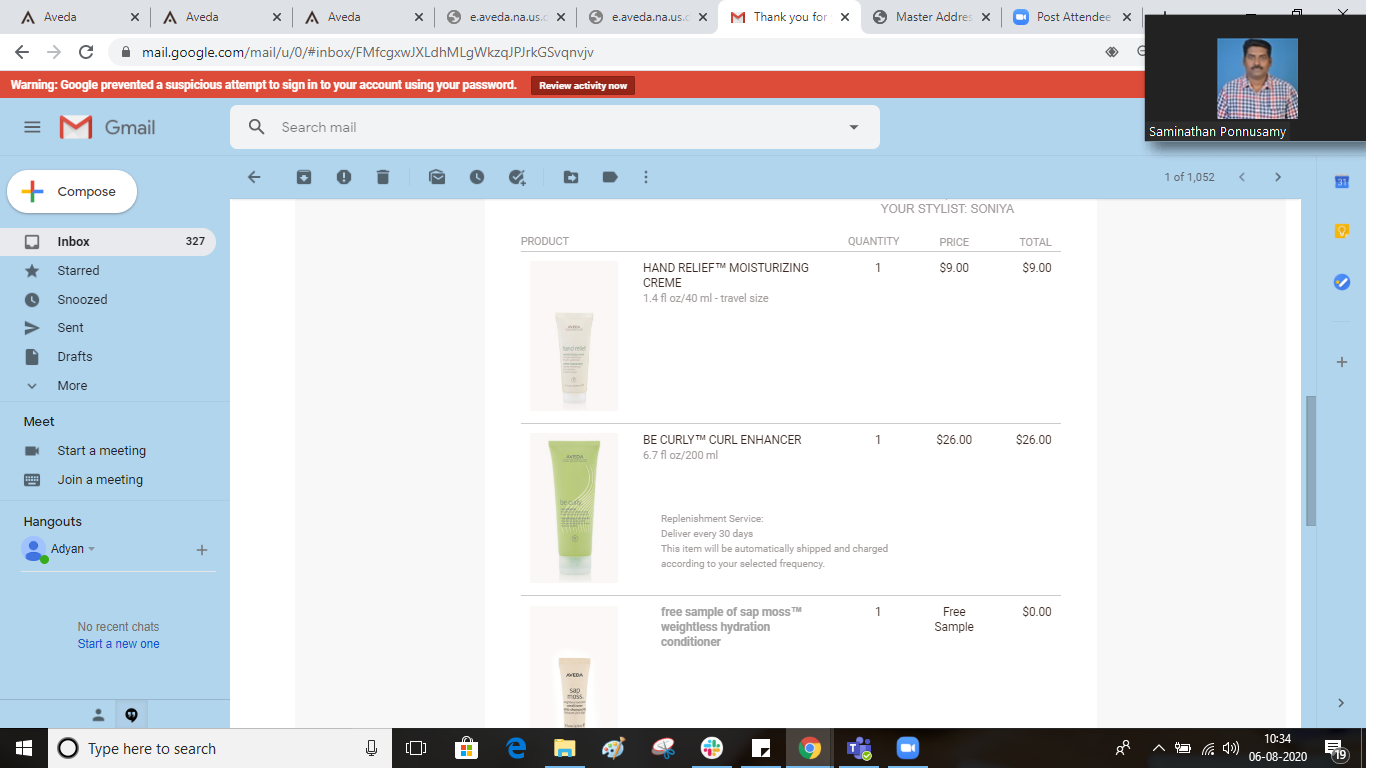 Aveda
Aveda
Aveda
e.aveda.na.us.c
e.aveda.na.us.c
Thank you for
Master Addres
Post Attendee
mail.google.com/mail/u/0/#inbox/FMfcgxwJXLdhMLgWkzqJPJrkGSvqnvjv
Warning: Google prevented a suspicious attempt to sign in to your account using your password.
Review activity now
Saminathan Ponnusamy
Gmail
Search mail
Compose
1 of 1,052
31
Inbox 327
Starred
Snoozed
Sent
Drafts
More
Meet
Start a meeting
Join a meeting
Hangouts
Adyan
No recent chats
Start a new one
YOUR STYLIST: SONIYA
PRODUCT QUANTITY PRICE TOTAL
HAND RELIEF™ MOISTURIZING 1 $9.00 $9.00
CREME
1.4 fl oz/40 ml - travel size
AVEDA
hand relief
BE CURLY™ CURL ENHANCER 1 $26.00 $26.00
6.7 fl oz/200 ml
AVEDA
be curly
Replenishment Service:
Deliver every 30 days
This item will be automatically shipped and charged
according to your selected frequency.
free sample of sap moss™ 1 Free $0.00
weightless hydration Sample
conditioner
AVEDA
sap
moss
Type here to search
10:34
06-08-2020
19